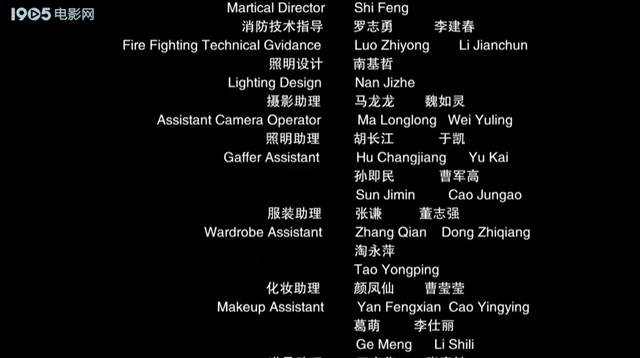 1905电影网
Martical Director Shi Feng
消防技术指导 罗志勇 李建春
Fire Fighting Technical Gvidance Luo Zhiyong Li Jianchun
照明设计 南基哲
Lighting Design Nan Jizhe
摄影助理 马龙龙 魏如灵
Assistant Camera Operator Ma Longlong Wei Yuling
照明助理 胡长江 于凯
Gaffer Assistant Hu Changjiang Yu Kai
孙即民 曹军高
Sun Jimin Cao Jungao
服装助理 张谦 董志强
Wardrobe Assistant Zhang Qian Dong Zhiqiang
淘永萍
Tao Yongping
化妆助理 颜凤仙 曹莹莹
Makeup Assistant Yan Fengxian Cao Yingying
葛萌 李仕丽
Ge Meng Li Shili